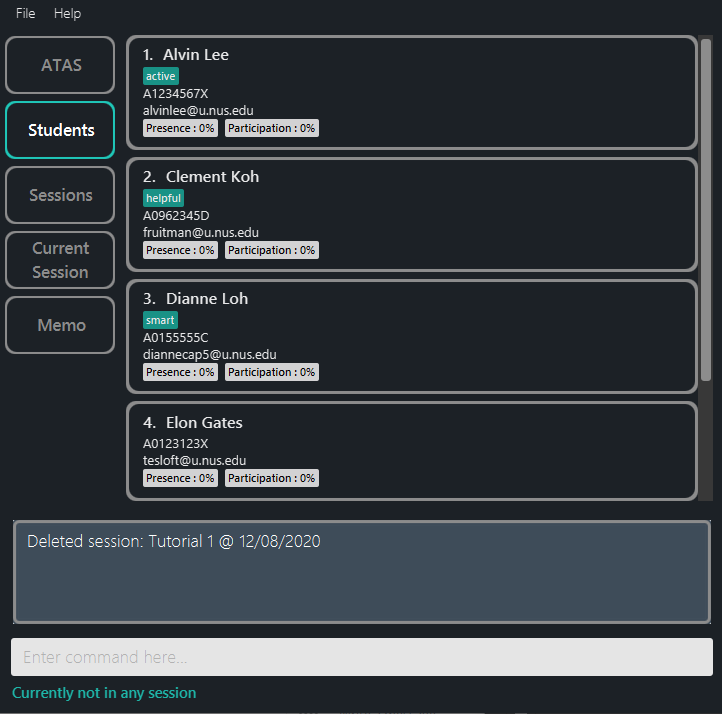 File Help
ATAS
Students
Sessions
Current
Session
Memo
1. Alvin Lee
active
A1234567X
alvinlee@u.nus.edu
Presence : 0% Participation : 0%
2. Clement Koh
helpful
A0962345D
fruitman@u.nus.edu
Presence : 0% Participation : 0%
3. Dianne Loh
smart
A0155555C
diannecap5@u.nus.edu
Presence : 0% Participation : 0%
4. Elon Gates
A0123123X
tesloft@u.nus.edu
Presence : 0% Participation : 0%
Deleted session: Tutorial 1 @ 12/08/2020
Enter command here...
Currently not in any session